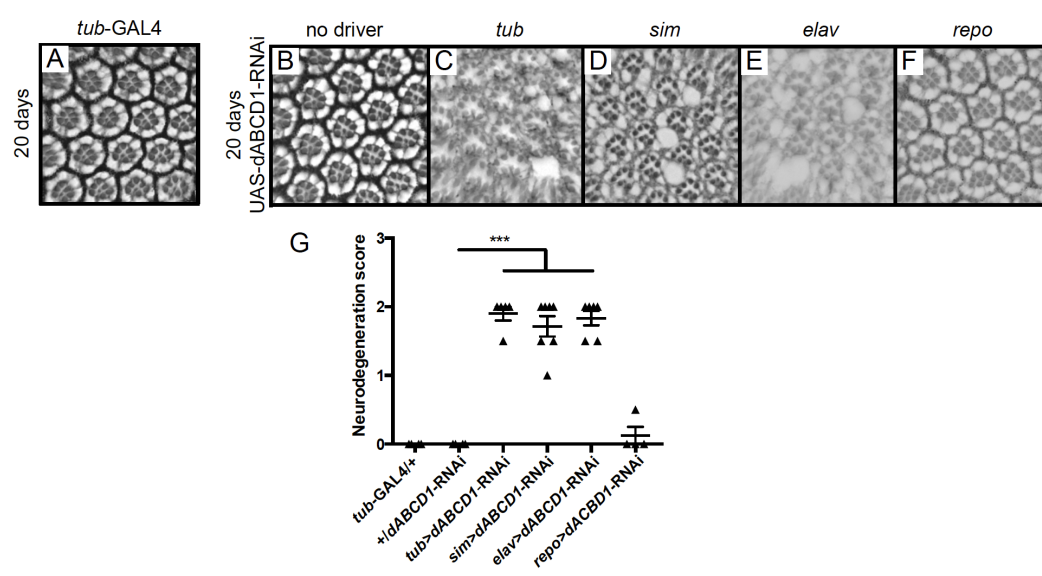 tub-GAL4
no driver
tub
sim
elav
repo
A
B
C
D
E
F
20 days
20 days
UAS-dABCD1-RNAi
G
***
Neurodegeneration score
3
2
1
0
tub-GAL4/+
+/dABCD1-RNAi
tub>dABCD1-RNAi
sim>dABCD1-RNAi
elav>dABCD1-RNAi
repo>dACBD1-RNAi